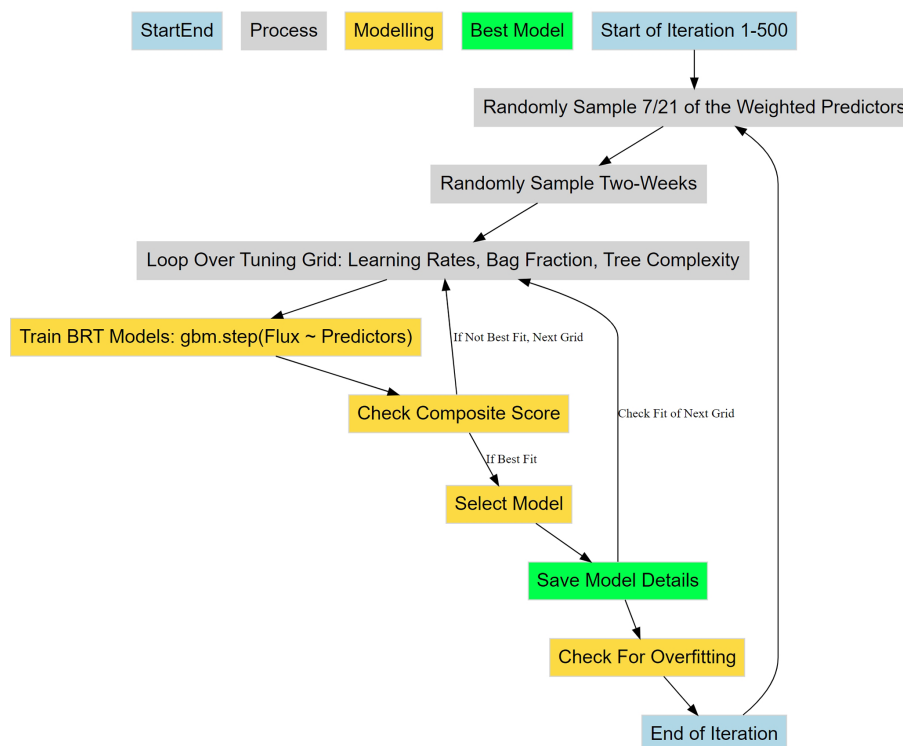 StartEnd
Process
Modelling
Best Model
Start of Iteration 1-500
Randomly Sample 7/21 of the Weighted Predictors
Randomly Sample Two-Weeks
Loop Over Tuning Grid: Learning Rates, Bag Fraction, Tree Complexity
Train BRT Models: gbm.step(Flux ~ Predictors)
If Not Best Fit, Next Grid
Check Composite Score
Check Fit of Next Grid
If Best Fit
Select Model
Save Model Details
Check For Overfitting
End of Iteration